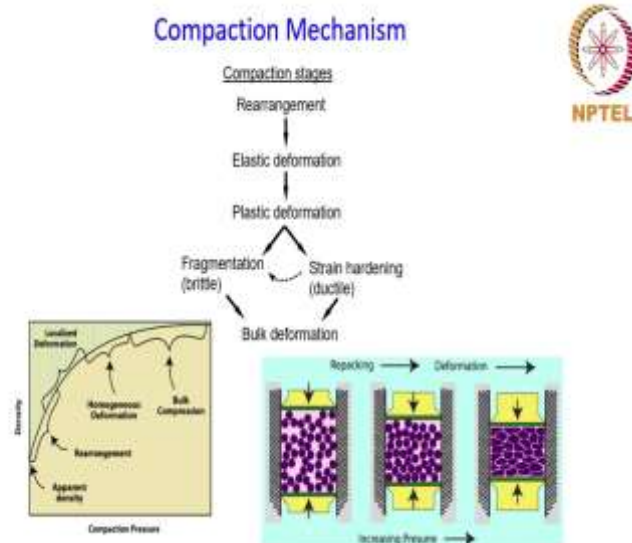 Compaction Mechanism
NPTEL
Compaction stages
Rearrangement
Elastic deformation
Plastic deformation
Fragmentation
(brittle)
Strain hardening
(ductile)
Bulk deformation
Localised
Deformation
Homogeneous
Deformation
Bulk
Compression
Rearrangement
Apparent
density
Density
Compaction Pressure
Repacking
Deformation
Increasing Pressure